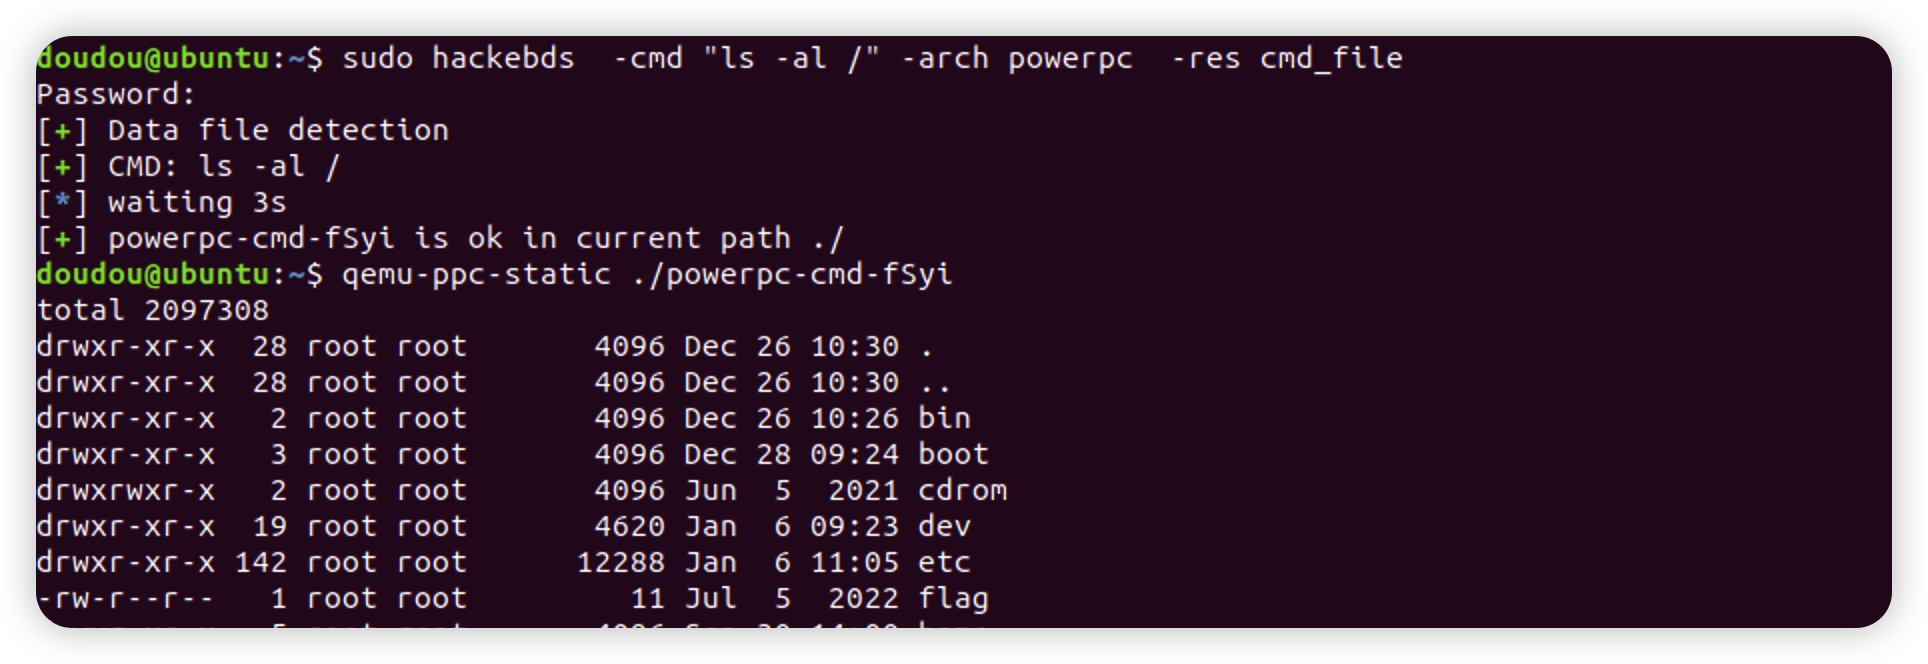 doudou@ubuntu:~$ sudo hackebds  -cmd "ls -al /" -arch powerpc  -res cmd_file
Password:
[+] Data file detection
[+] CMD: ls -al /
[*] waiting 3s
[+] powerpc-cmd-fSyi is ok in current path ./
doudou@ubuntu:~$ qemu-ppc-static ./powerpc-cmd-fSyi
total 2097308
drwxr-xr-x  28 root root       4096 Dec 26 10:30 .
drwxr-xr-x  28 root root       4096 Dec 26 10:30 ..
drwxr-xr-x   2 root root       4096 Dec 26 10:26 bin
drwxr-xr-x   3 root root       4096 Dec 28 09:24 boot
drwxrwxr-x   2 root root       4096 Jun  5  2021 cdrom
drwxr-xr-x  19 root root       4620 Jan  6 09:23 dev
drwxr-xr-x 142 root root      12288 Jan  6 11:05 etc
-rw-r--r--   1 root root         11 Jul  5  2022 flag